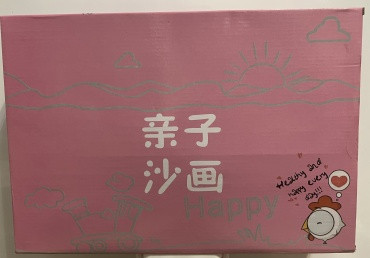 亲子
沙画
Happy
Healthy and
happy every
day!!!